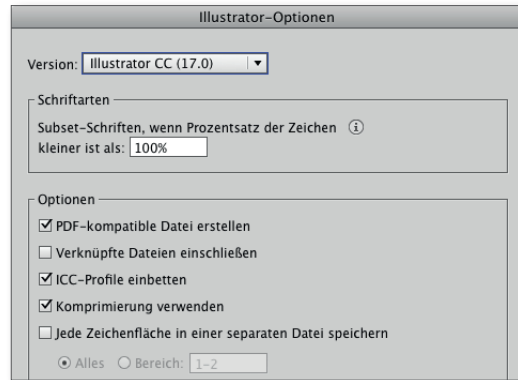 Illustrator-Optionen
Version: Illustrator CC (17.0)
Schriftarten
Subset-Schriften, wenn Prozentsatz der Zeichen
kleiner ist als: 100%
Optionen
PDF-kompatible Datei erstellen
Verknüpfte Dateien einschließen
ICC-Profile einbetten
Komprimierung verwenden
Jede Zeichenfläche in einer separaten Datei speichern
Alles Bereich: 1-2